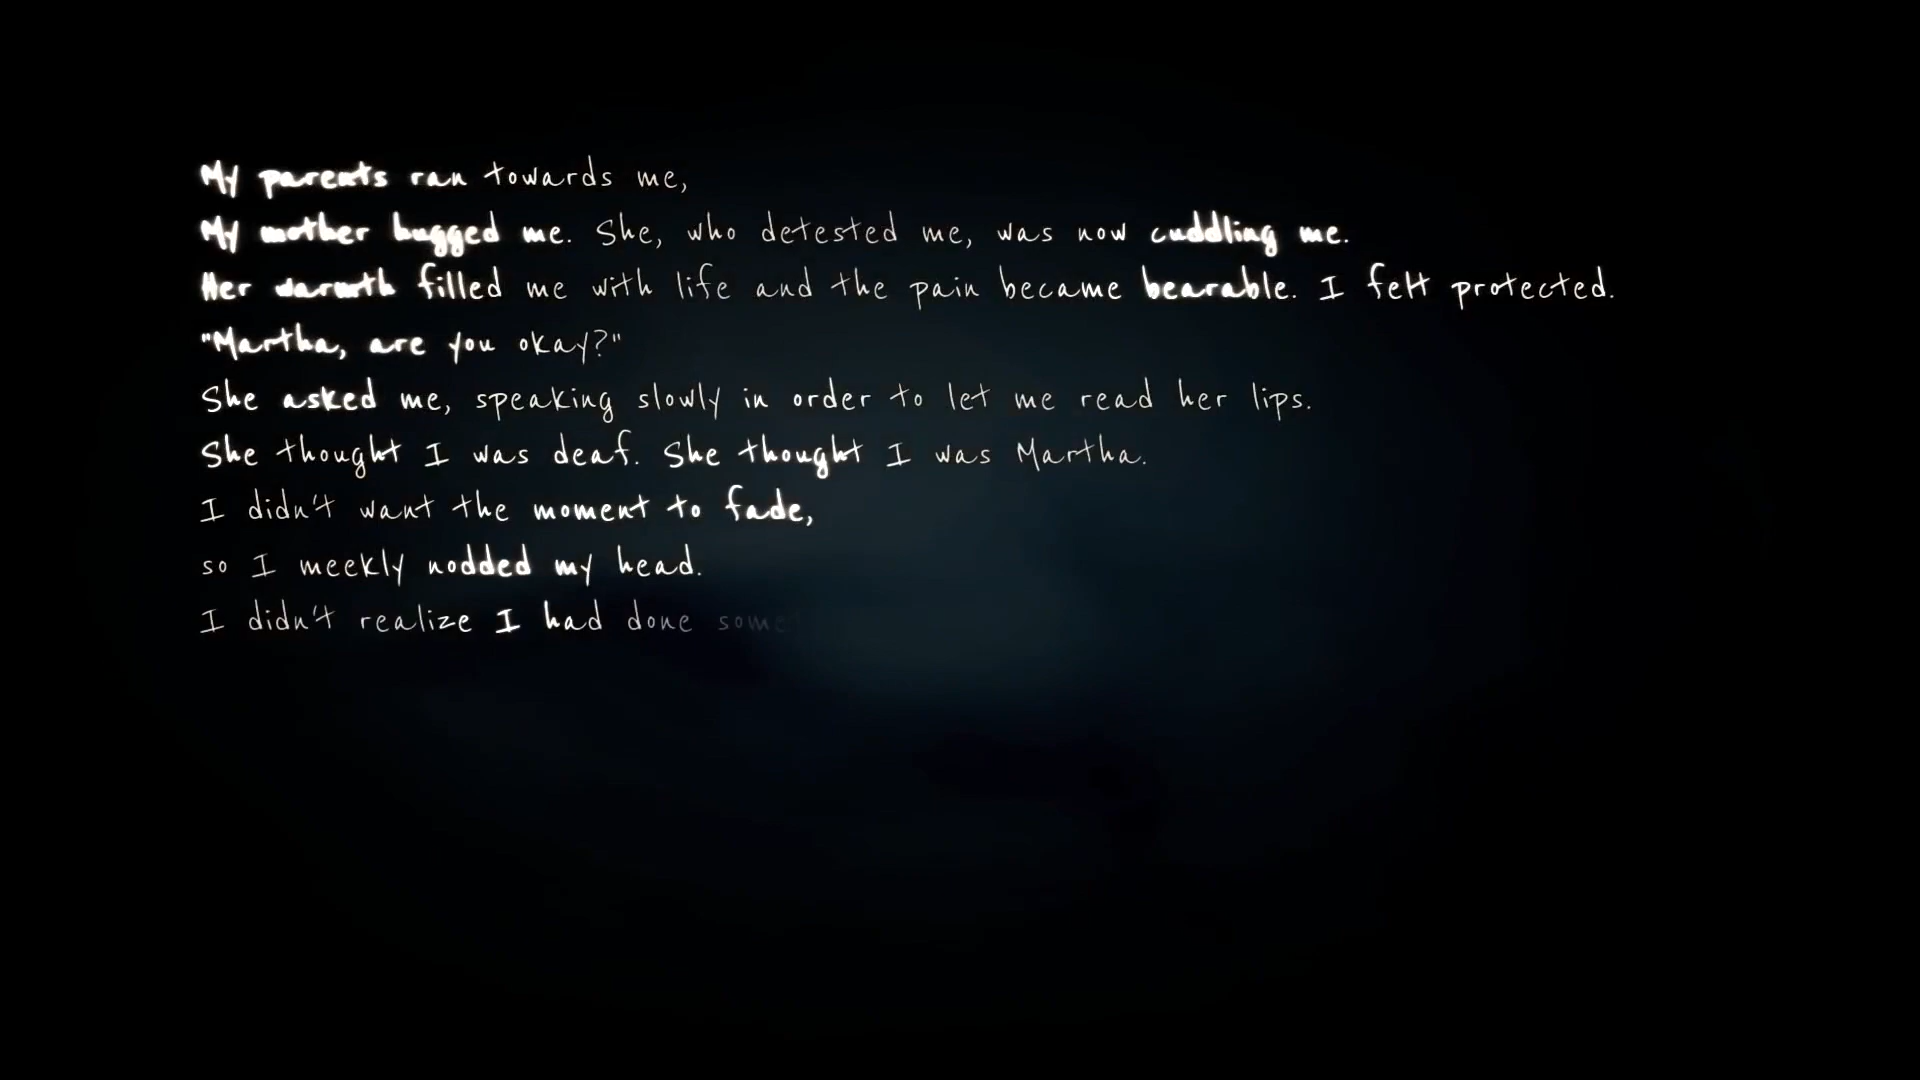 My parents ran towards me,
My mother hugged me. She, who detested me, was now cuddling me.
Her warmth filled me with life and the pain became bearable. I felt protected.
"Martha, are you okay?"
She asked me, speaking slowly in order to let me read her lips.
She thought I was deaf. She thought I was Martha.
I didn't want the moment to fade,
so I meekly nodded my head.
I didn't realize I had done some